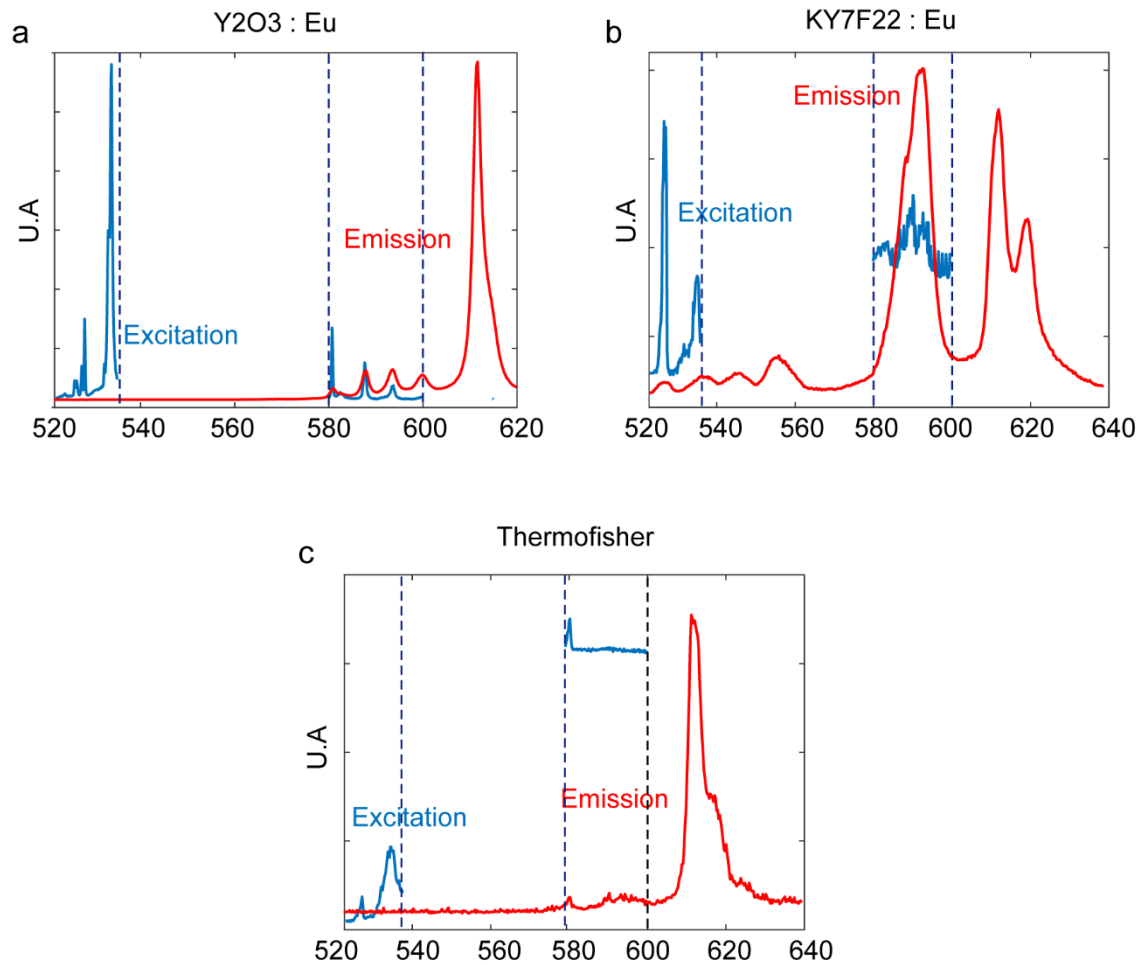 a
Y2O3 : Eu
U.A
Excitation
Emission
520 540 560 580 600 620
b
KY7F22 : Eu
U.A
Emission
Excitation
520 540 560 580 600 620 640
c
Thermofisher
U.A
Excitation
Emission
520 540 560 580 600 620 640